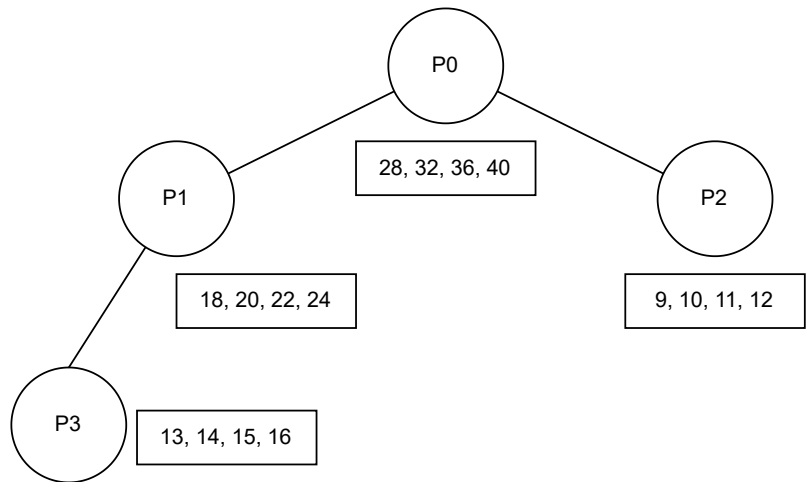 P0
28, 32, 36, 40
P1
P2
18, 20, 22, 24
9, 10, 11, 12
P3
13, 14, 15, 16